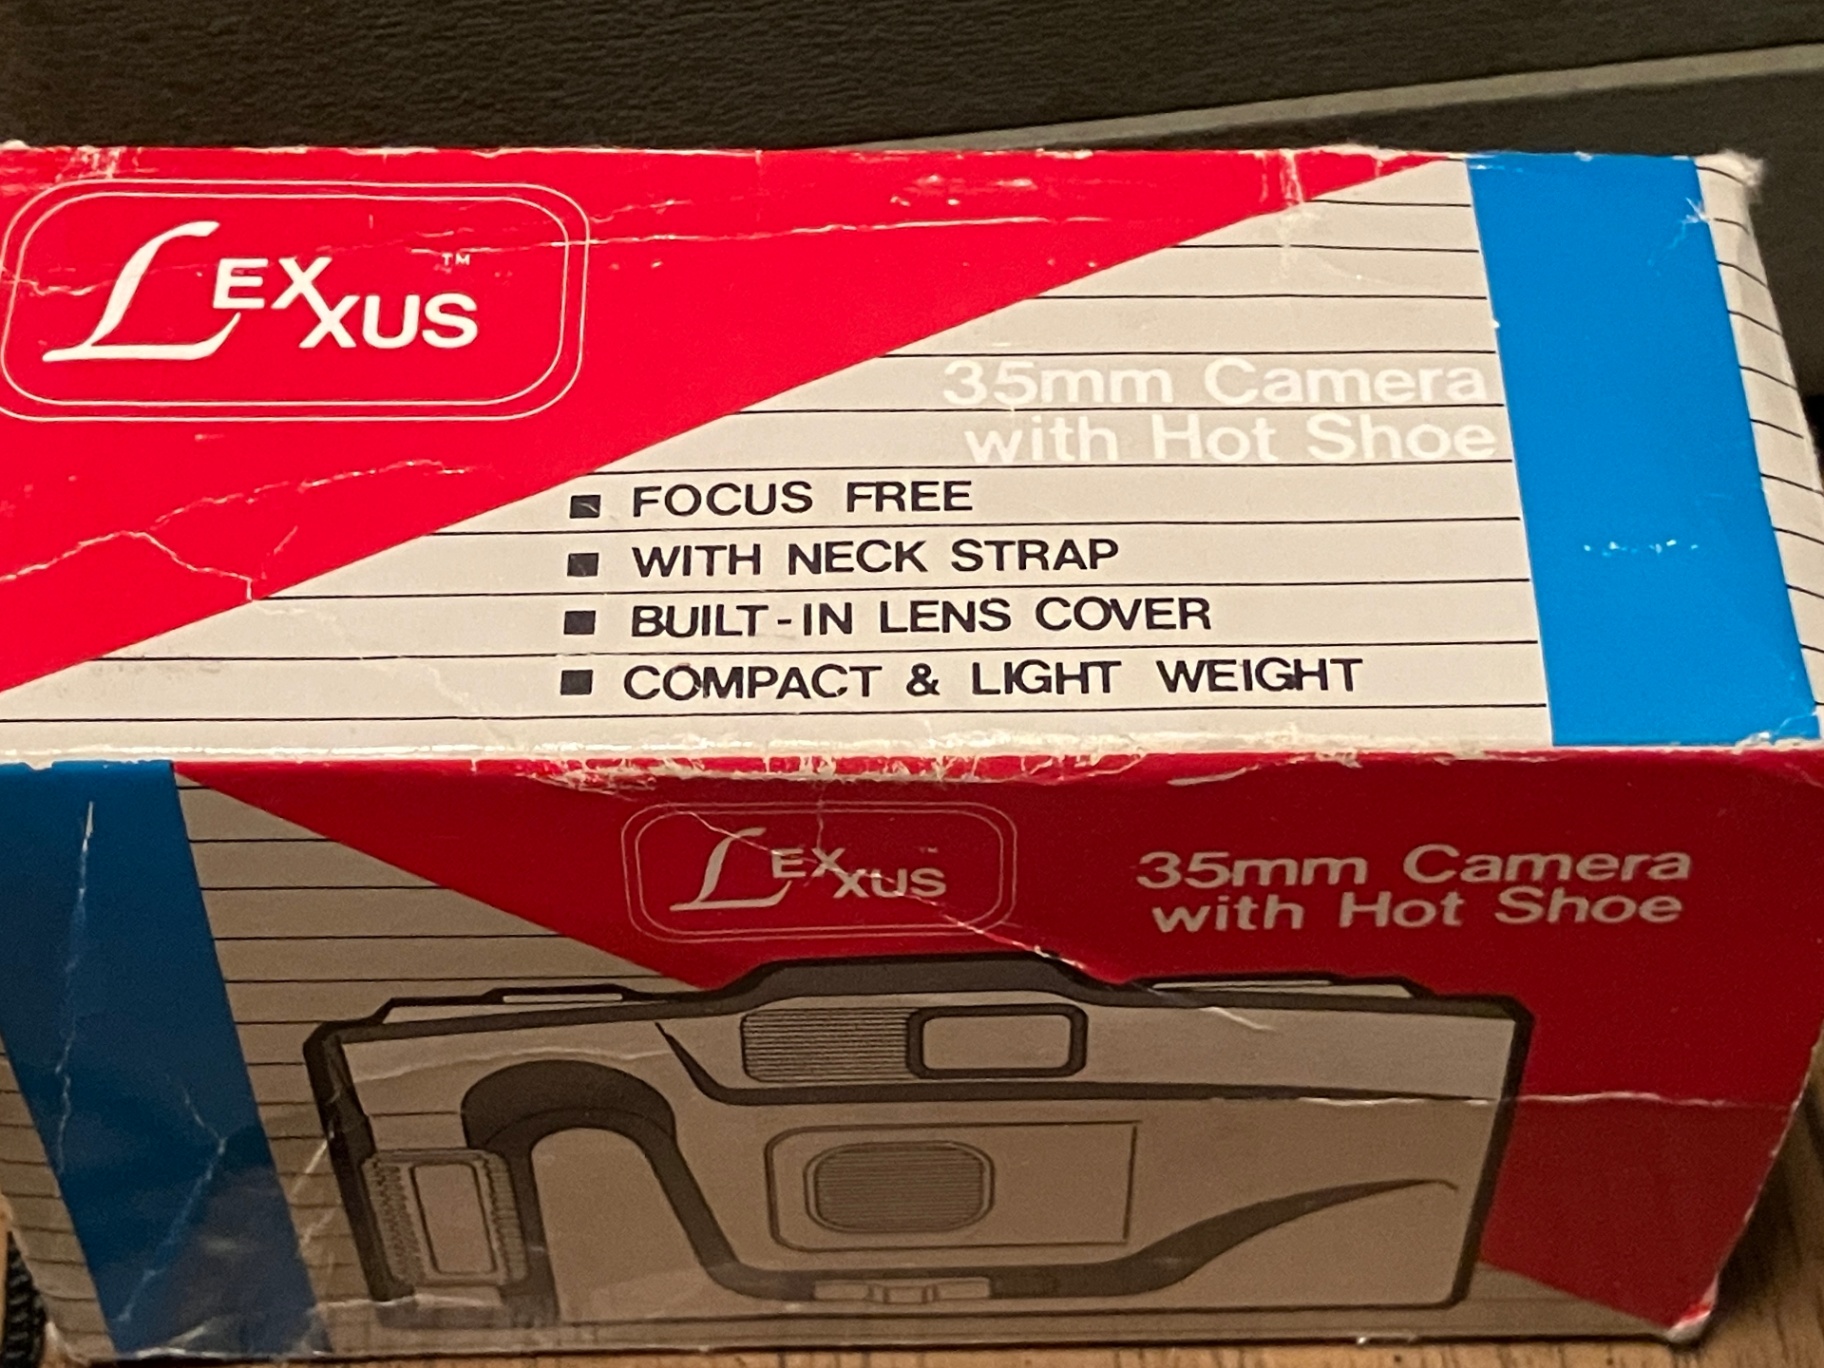 LEXXUS™
35mm Camera
with Hot Shoe
■ FOCUS FREE
■ WITH NECK STRAP
■ BUILT-IN LENS COVER
■ COMPACT & LIGHT WEIGHT
LEXXUS™
35mm Camera
with Hot Shoe